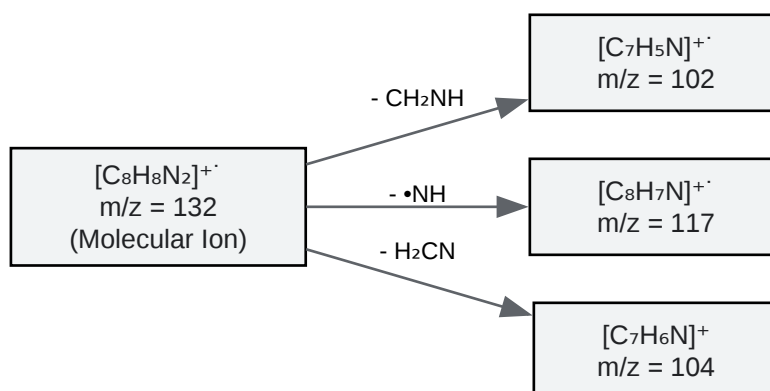 [C₇H₅N]⁺˙
m/z = 102
- CH₂NH
[C₈H₈N₂]⁺˙
m/z = 132
(Molecular Ion)
- •NH
[C₈H₇N]⁺˙
m/z = 117
- H₂CN
[C₇H₆N]⁺
m/z = 104